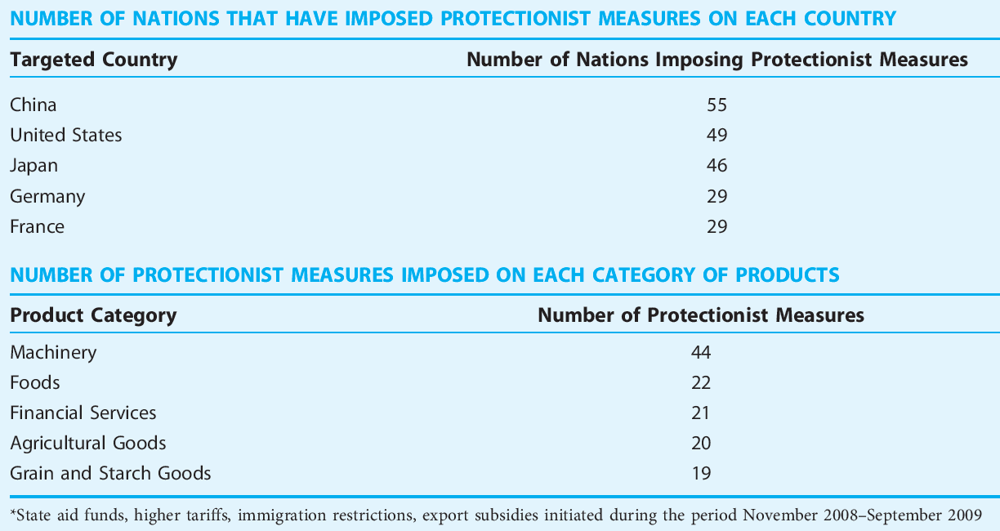 NUMBER OF NATIONS THAT HAVE IMPOSED PROTECTIONIST MEASURES ON EACH COUNTRY
Targeted Country Number of Nations Imposing Protectionist Measures
China 55
United States 49
Japan 46
Germany 29
France 29
NUMBER OF PROTECTIONIST MEASURES IMPOSED ON EACH CATEGORY OF PRODUCTS
Product Category Number of Protectionist Measures
Machinery 44
Foods 22
Financial Services 21
Agricultural Goods 20
Grain and Starch Goods 19
*State aid funds, higher tariffs, immigration restrictions, export subsidies initiated during the period November 2008–September 2009